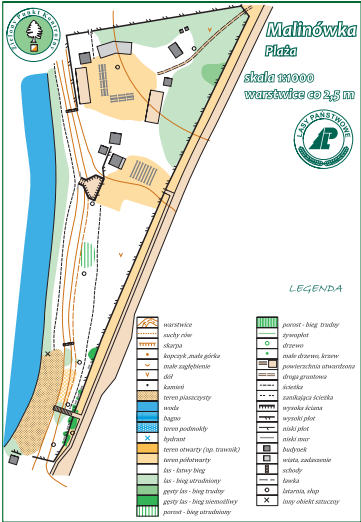 Zielony Punkt Kontrolny
Malinówka
Plaża
skala 1:1000
warstwice co 2,5 m
LASY PAŃSTWOWE
LEGENDA
warstwice
suchy rów
skarpa
kopczyk ,mała górka
małe zagłębienie
dół
kamień
teren piaszczysty
woda
bagno
teren podmokły
hydrant
teren otwarty (np. trawnik)
teren półotwarty
las - łatwy bieg
las - bieg utrudniony
gęsty las - bieg trudny
gęsty las - bieg niemożliwy
porost - bieg utrudniony
porost - bieg trudny
żywopłot
drzewo
małe drzewo, krzew
powierzchnia utwardzona
droga gruntowa
ścieżka
zanikająca ścieżka
wysoka ściana
wysoki płot
niski płot
niski mur
budynek
wiata, zadaszenie
schody
ławka
latarnia, słup
inny obiekt sztuczny